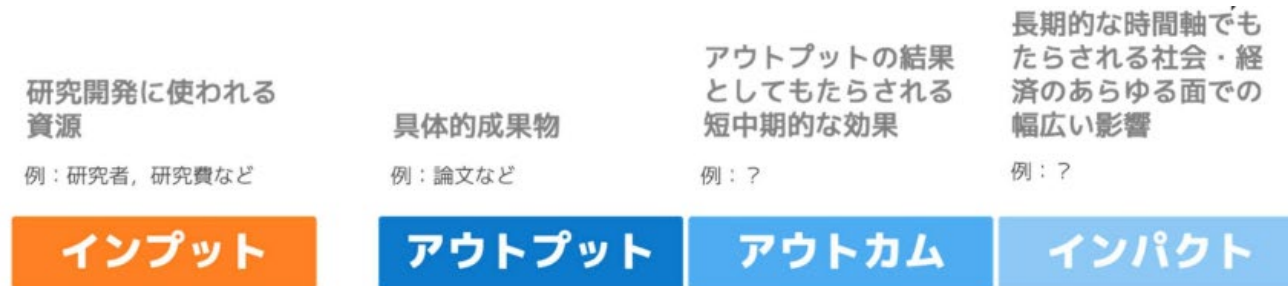 研究開発に使われる
資源
例：研究者，研究費など
インプット
具体的成果物
例：論文など
アウトプット
アウトプットの結果
としてもたらされる
短中期的な効果
例：？
アウトカム
長期的な時間軸でも
たらされる社会・経
済のあらゆる面での
幅広い影響
例：？
インパクト